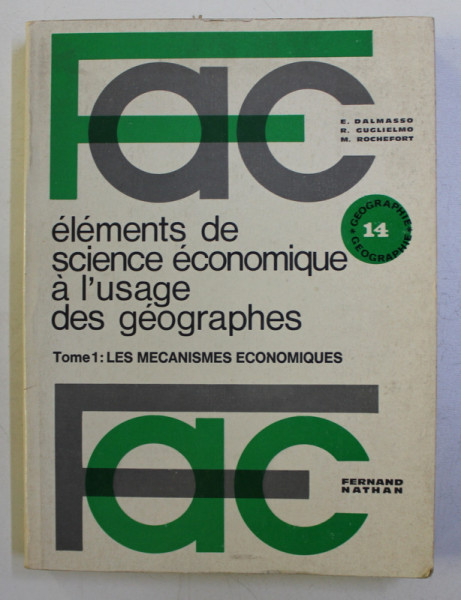 Fac
E. DALMASSO
R. GUGLIELMO
M. ROCHEFORT
GEOGRAPHIE • GEOGRAPHIE •
14
éléments de
science économique
à l'usage
des géographes
Tome 1: LES MECANISMES ECONOMIQUES
Fac
FERNAND
NATHAN